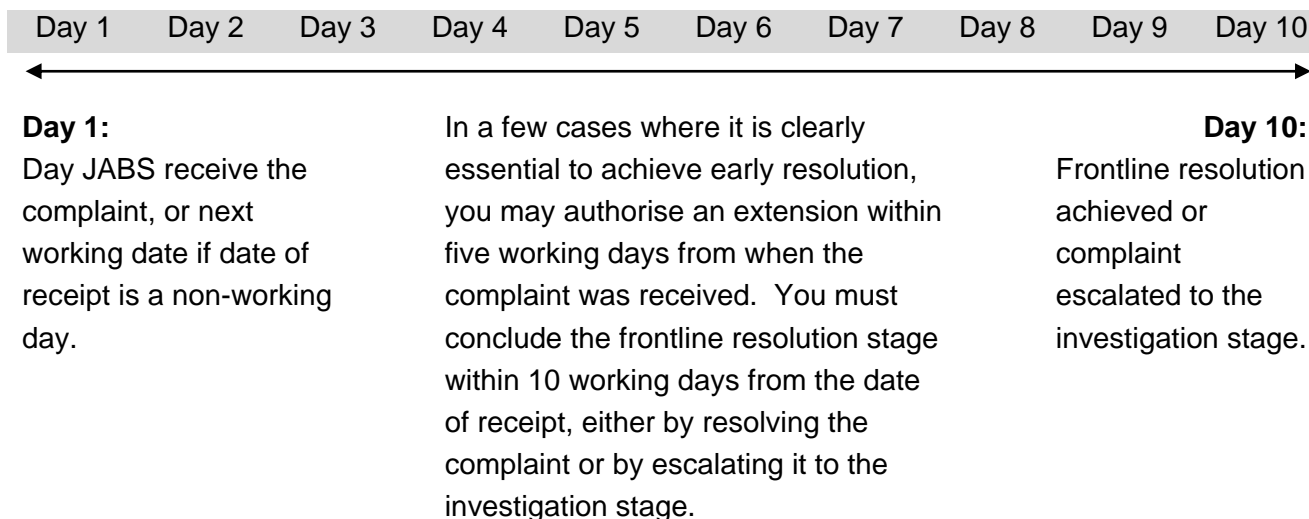 Day 1 Day 2 Day 3 Day 4 Day 5 Day 6 Day 7 Day 8 Day 9 Day 10
Day 1:
Day JABS receive the
complaint, or next
working date if date of
receipt is a non-working
day.
In a few cases where it is clearly
essential to achieve early resolution,
you may authorise an extension within
five working days from when the
complaint was received.  You must
conclude the frontline resolution stage
within 10 working days from the date
of receipt, either by resolving the
complaint or by escalating it to the
investigation stage.
Day 10:
Frontline resolution
achieved or
complaint
escalated to the
investigation stage.